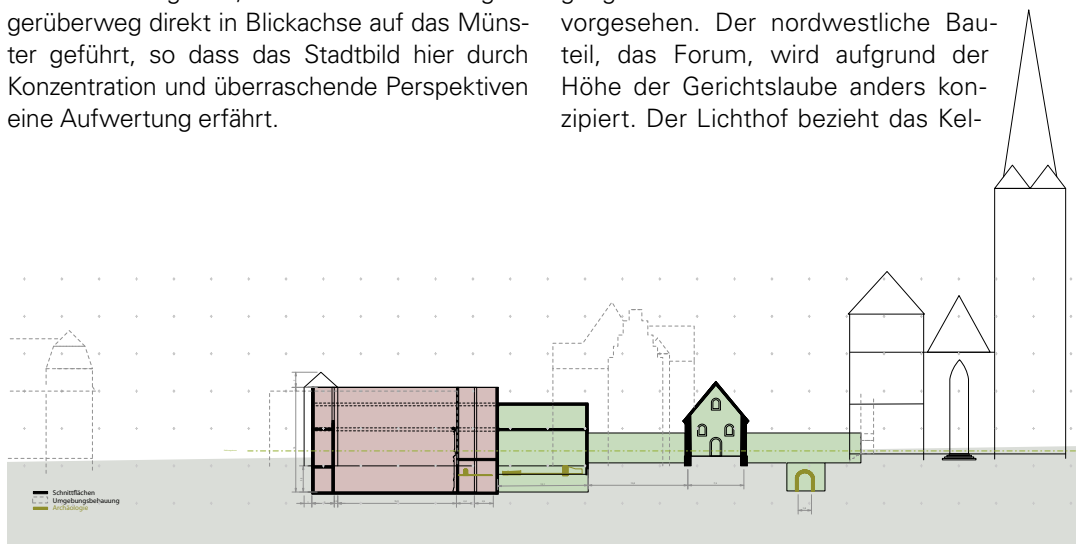 gerüberweg direkt in Blickachse auf das Müns-
ter geführt, so dass das Stadtbild hier durch
Konzentration und überraschende Perspektiven
eine Aufwertung erfährt.
vorgesehen. Der nordwestliche Bau-
teil, das Forum, wird aufgrund der
Höhe der Gerichtslaube anders kon-
zipiert. Der Lichthof bezieht das Kel-
Schnittflächen
Umgebungsbebauung
Archäologie